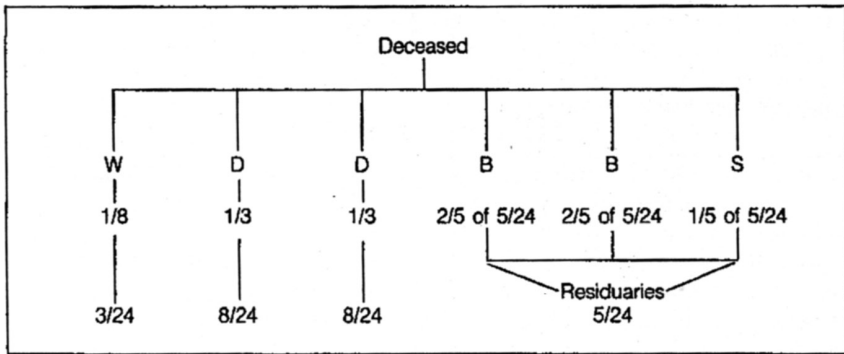 Deceased
W D D B B S
1/8 1/3 1/3 2/5 of 5/24 2/5 of 5/24 1/5 of 5/24
Residuaries
3/24 8/24 8/24 5/24